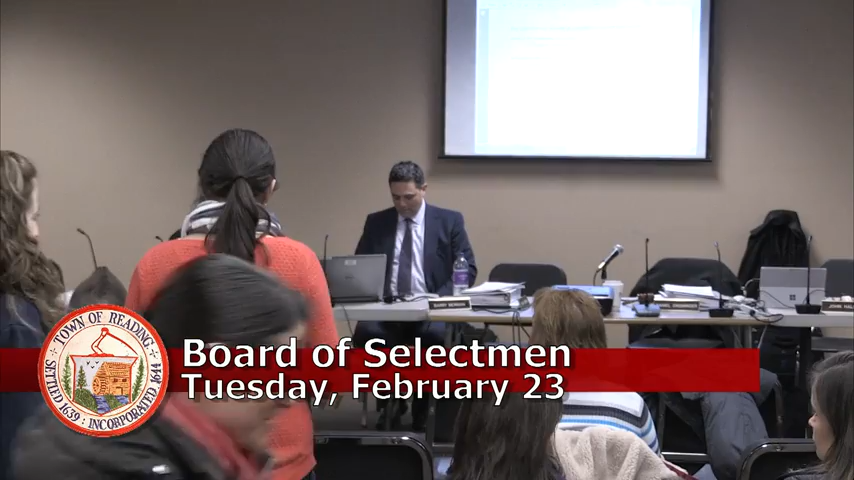 Board of Selectmen
Tuesday, February 23
TOWN OF READING
SETTLED 1639
INCORPORATED 1644